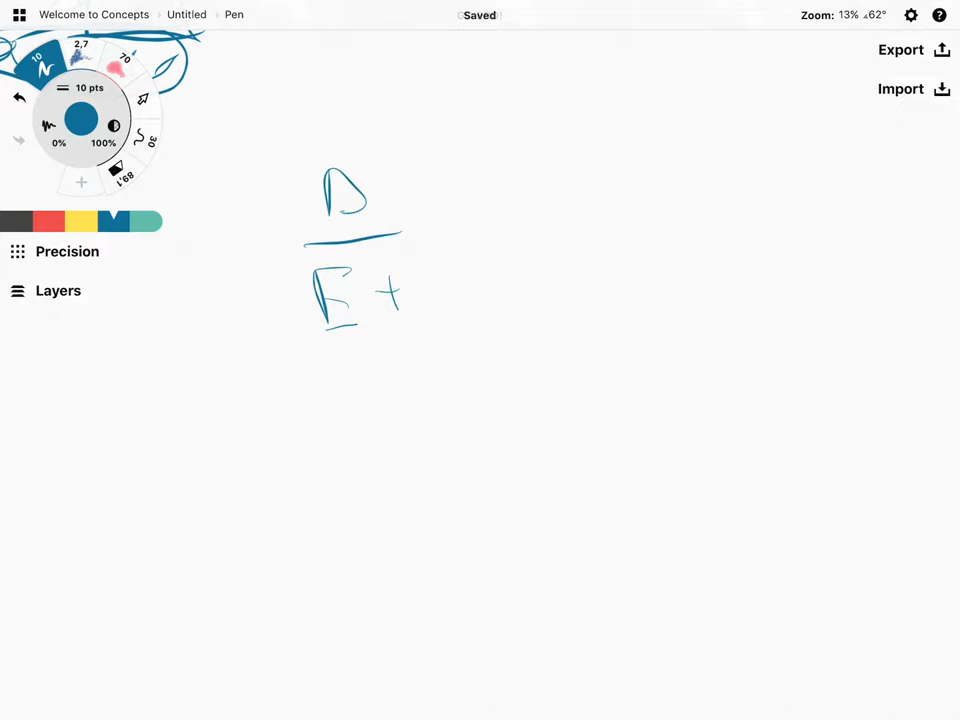 Welcome to Concepts › Untitled › Pen
Saved
Zoom: 13% ∡62°
Export
Import
10
2,7
70
10 pts
30
0%
100%
89,1
Precision
Layers
D
E +